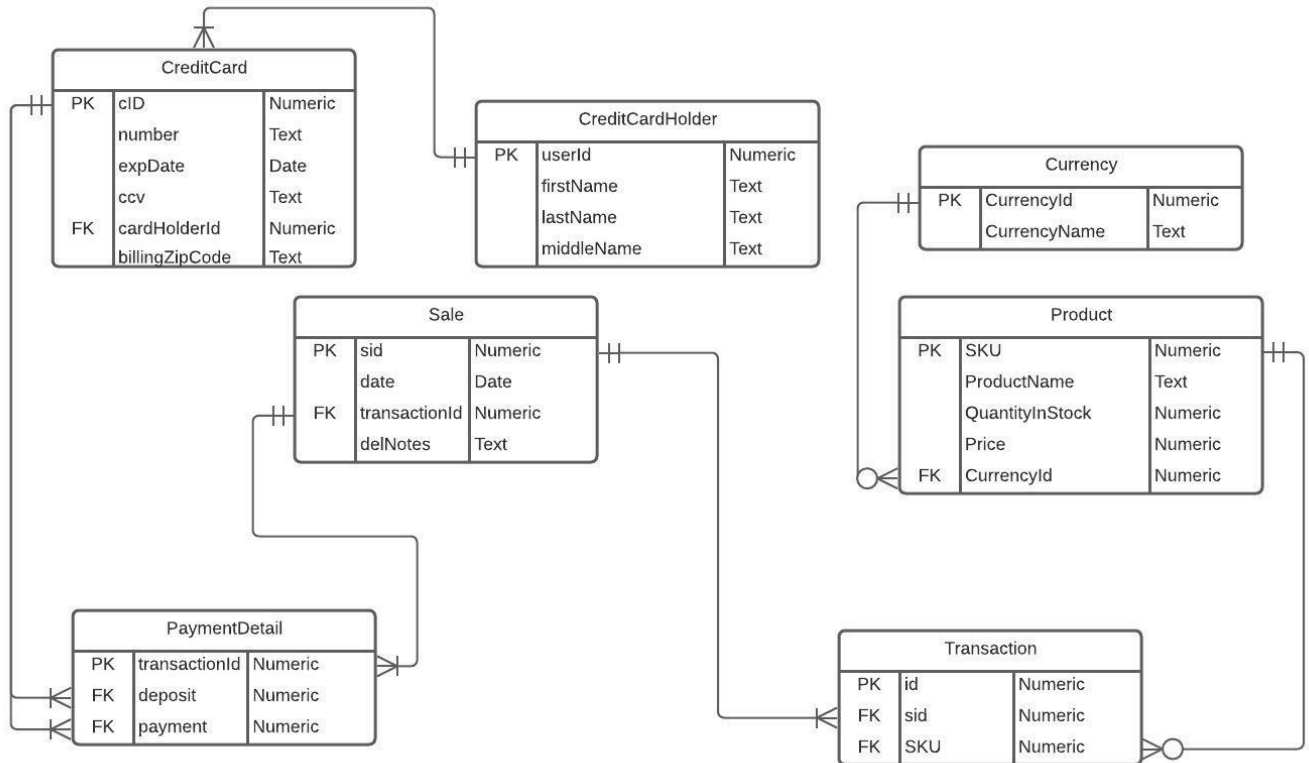 CreditCard
PK cID Numeric
number Text
expDate Date
ccv Text
FK cardHolderId Numeric
billingZipCode Text
CreditCardHolder
PK userId Numeric
firstName Text
lastName Text
middleName Text
Currency
PK CurrencyId Numeric
CurrencyName Text
Sale
PK sid Numeric
date Date
FK transactionId Numeric
delNotes Text
Product
PK SKU Numeric
ProductName Text
QuantityInStock Numeric
Price Numeric
FK CurrencyId Numeric
PaymentDetail
PK transactionId Numeric
FK deposit Numeric
FK payment Numeric
Transaction
PK id Numeric
FK sid Numeric
FK SKU Numeric